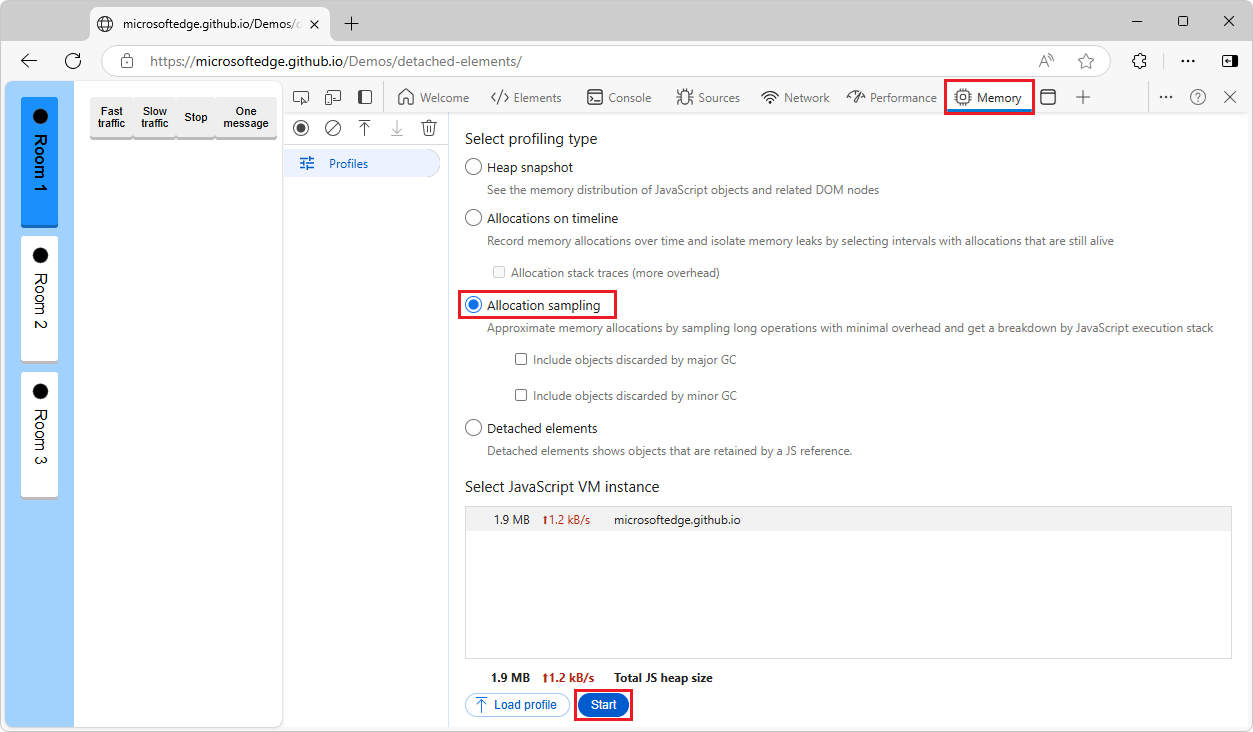 microsoftedge.github.io/Demos/
https://microsoftedge.github.io/Demos/detached-elements/
Room 1
Room 2
Room 3
Fast traffic
Slow traffic
Stop
One message
Welcome
Elements
Console
Sources
Network
Performance
Memory
Profiles
Select profiling type
Heap snapshot
See the memory distribution of JavaScript objects and related DOM nodes
Allocations on timeline
Record memory allocations over time and isolate memory leaks by selecting intervals with allocations that are still alive
Allocation stack traces (more overhead)
Allocation sampling
Approximate memory allocations by sampling long operations with minimal overhead and get a breakdown by JavaScript execution stack
Include objects discarded by major GC
Include objects discarded by minor GC
Detached elements
Detached elements shows objects that are retained by a JS reference.
Select JavaScript VM instance
1.9 MB ⬆1.2 kB/s microsoftedge.github.io
1.9 MB ⬆1.2 kB/s Total JS heap size
Load profile
Start